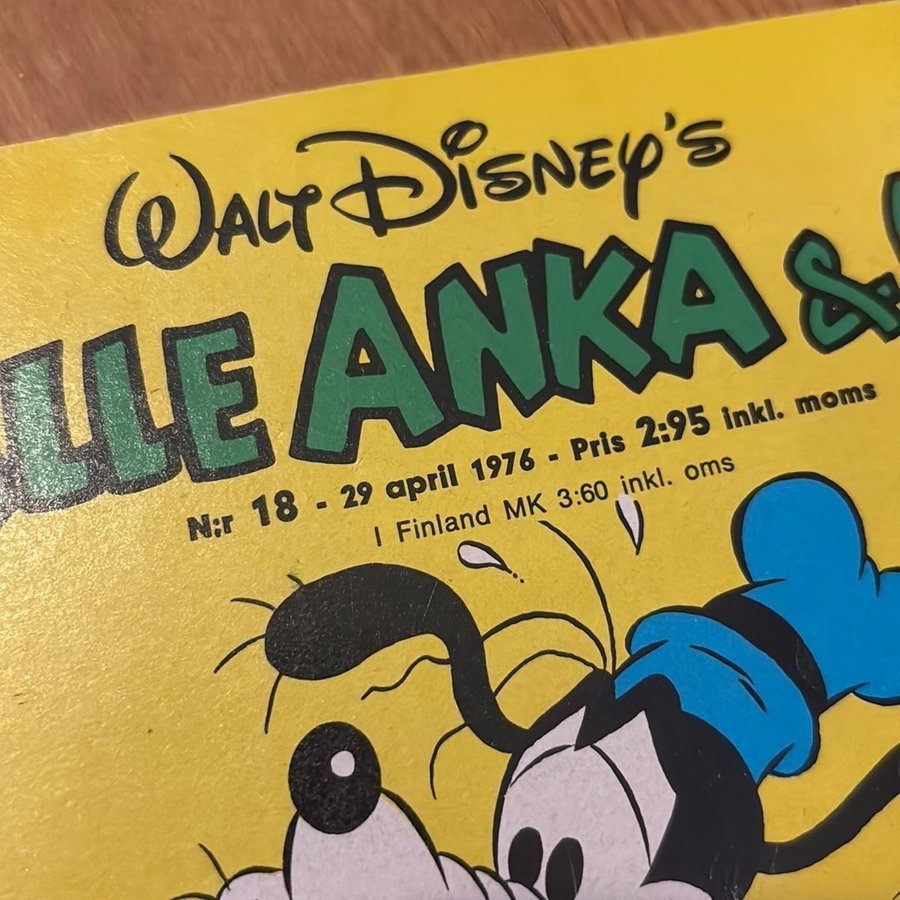 WALT DISNEY'S
LLE ANKA &
N:r 18 - 29 april 1976 - Pris 2:95 inkl. moms
I Finland MK 3:60 inkl. oms